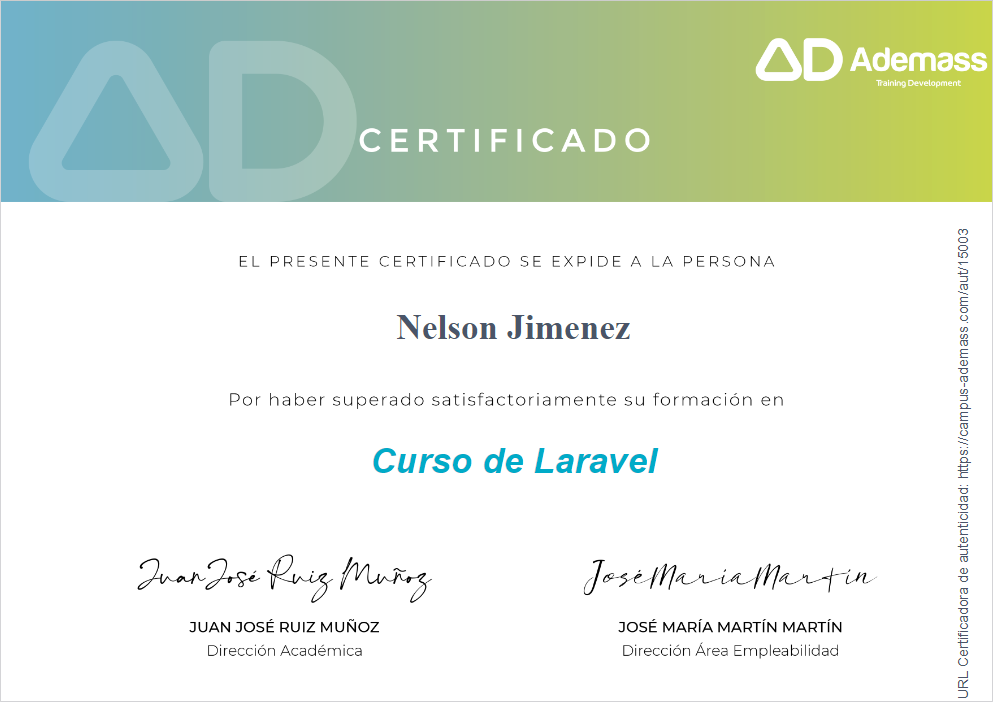 AD Ademass
Training Development
CERTIFICADO
EL PRESENTE CERTIFICADO SE EXPIDE A LA PERSONA
Nelson Jimenez
Por haber superado satisfactoriamente su formación en
Curso de Laravel
Juan José Ruiz Muñoz
José María Martín
JUAN JOSÉ RUIZ MUÑOZ
Dirección Académica
JOSÉ MARÍA MARTÍN MARTÍN
Dirección Área Empleabilidad
URL Certificadora de autenticidad: https://campus-ademass.com/aut/15003